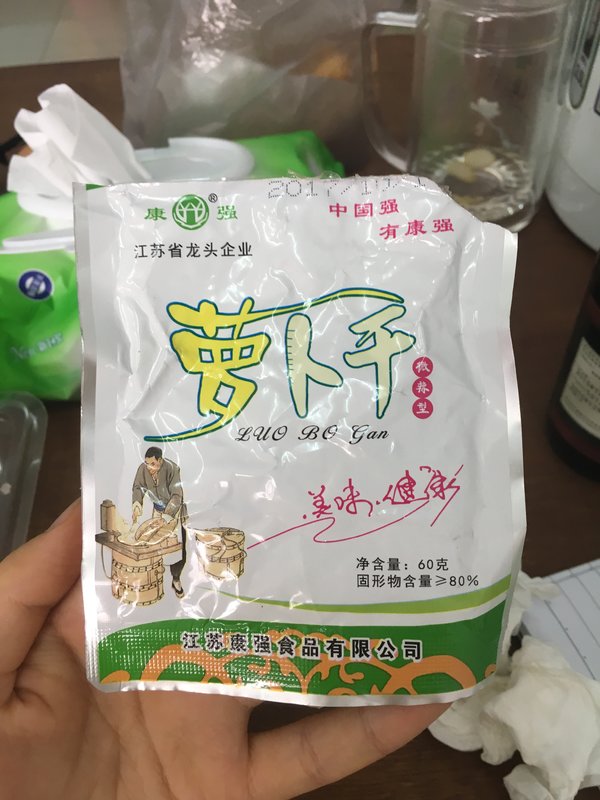 康强®
中国强
有康强
江苏省龙头企业
萝卜干
微辣型
LUO BO Gan
美味.健康
净含量：60克
固形物含量≥80%
江苏康强食品有限公司